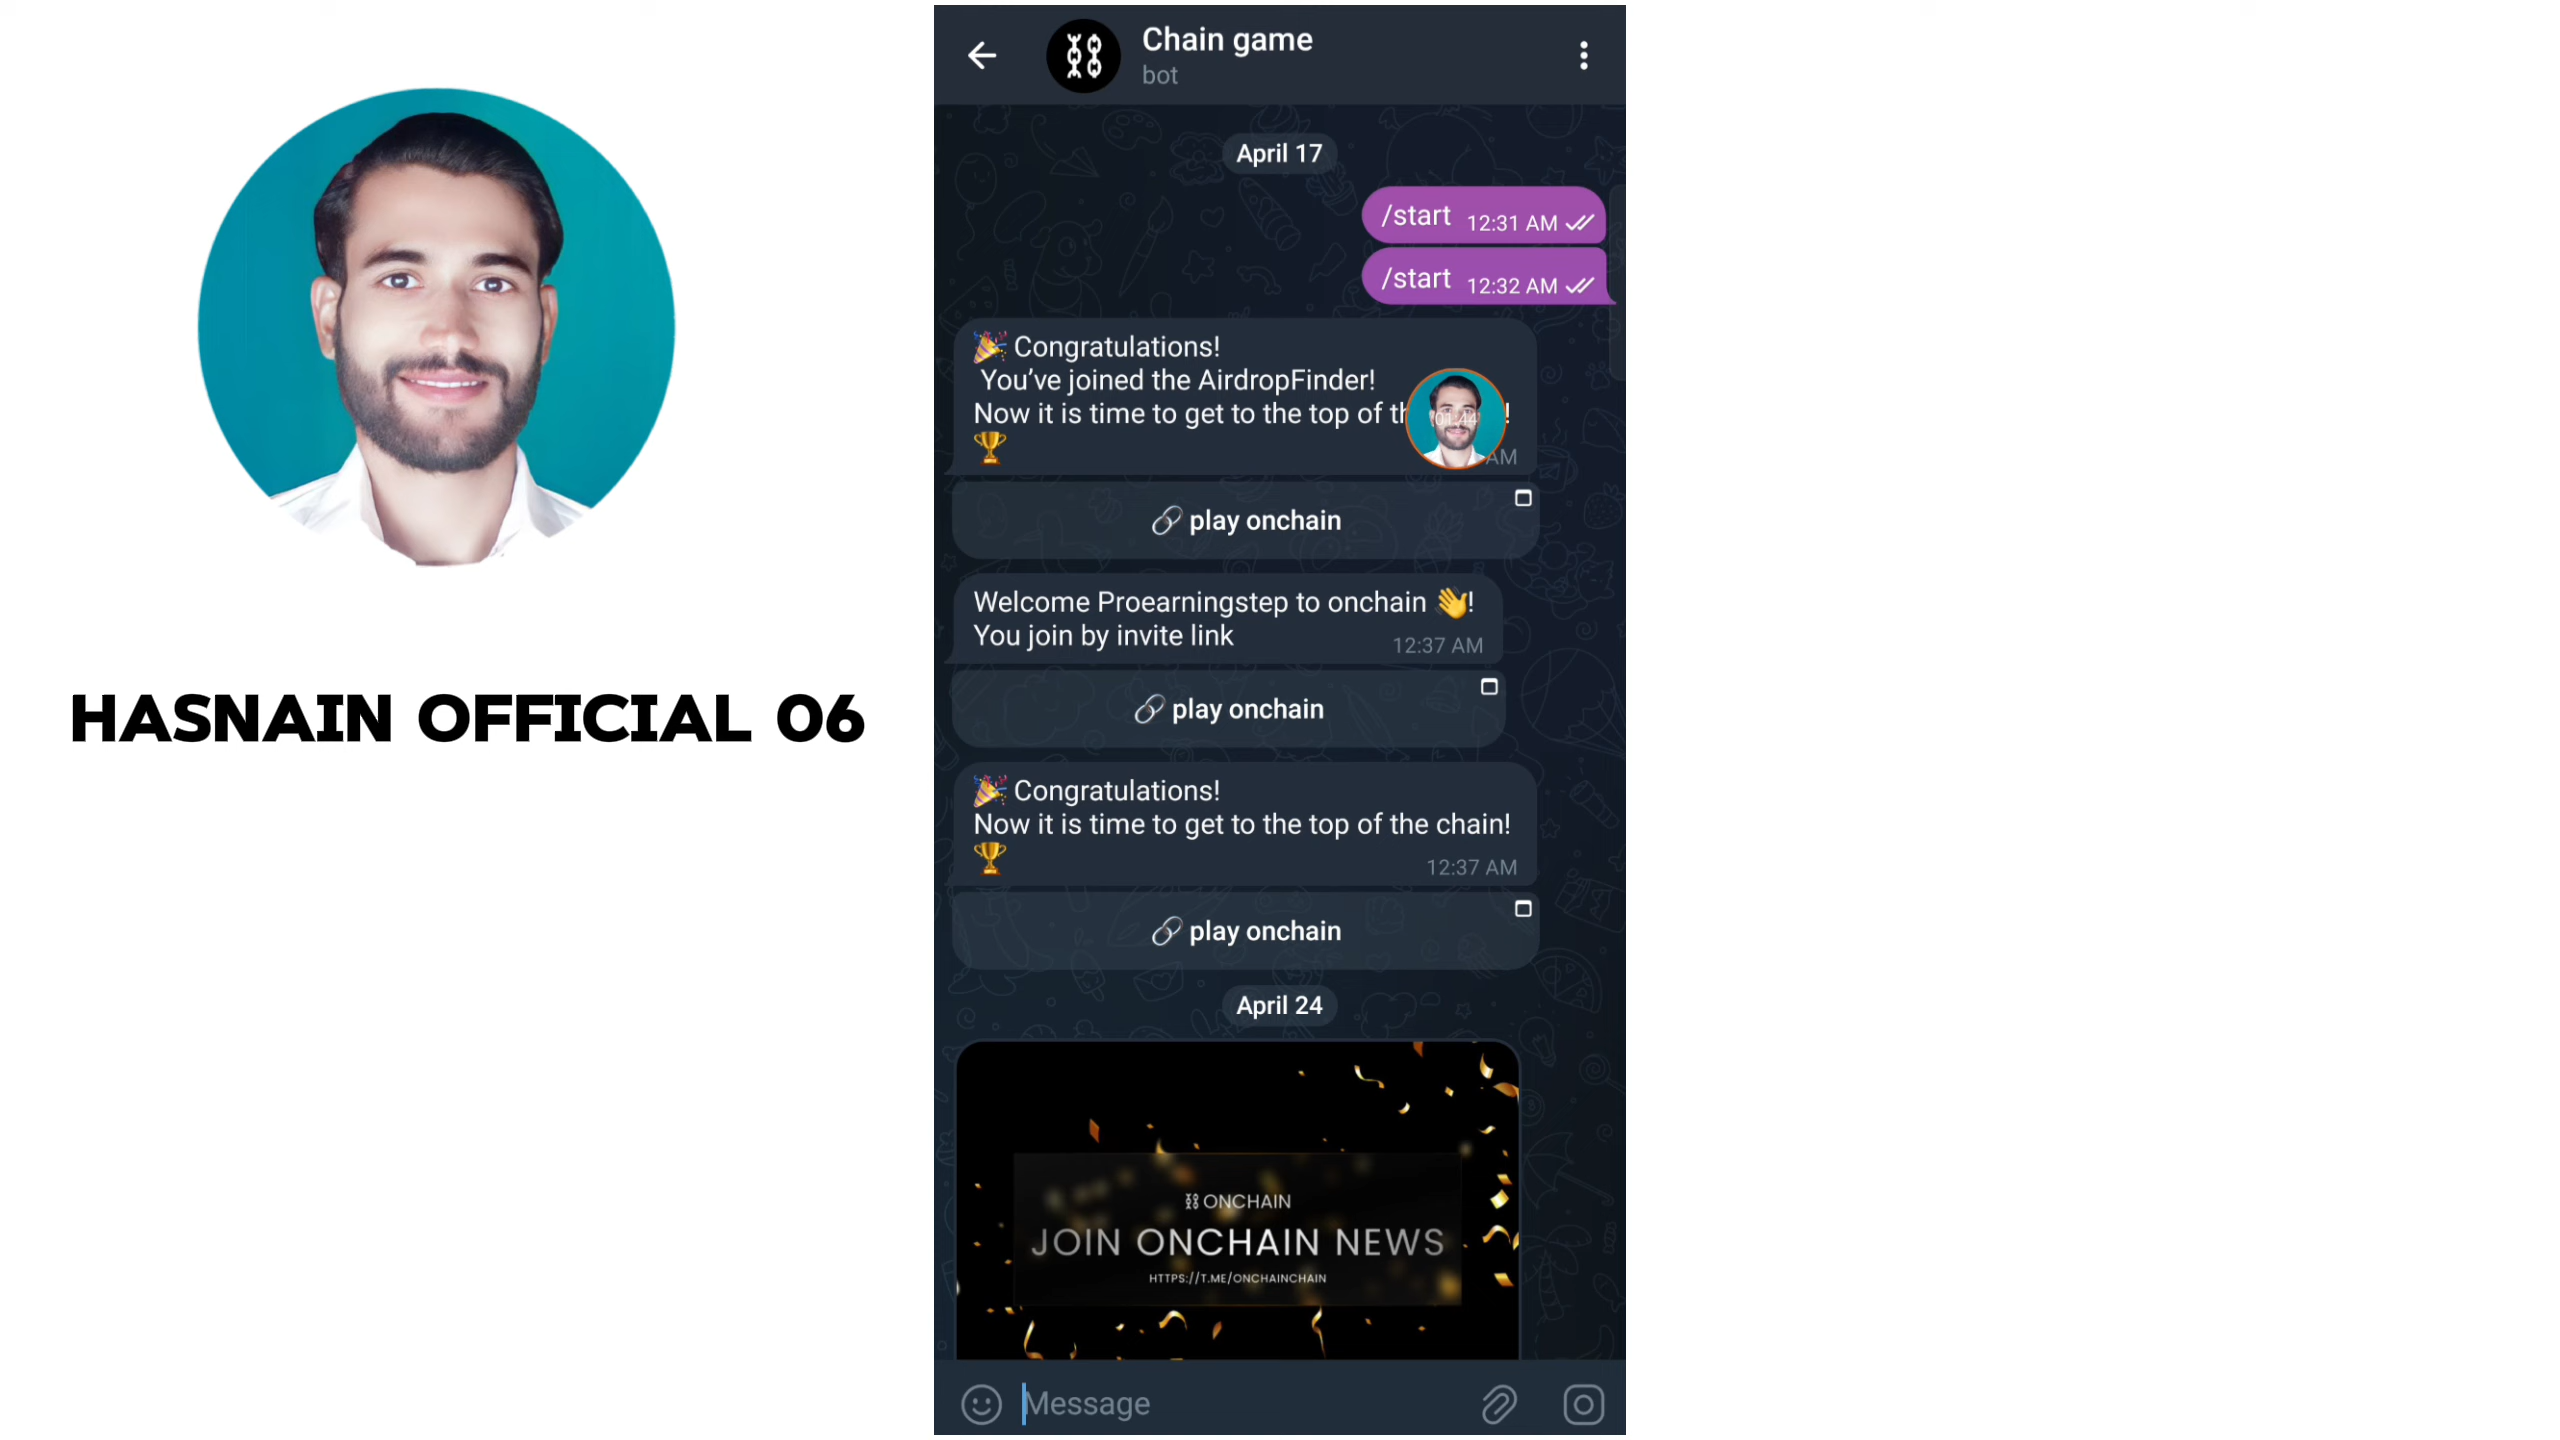 HASNAIN OFFICIAL 06
Chain game
bot
April 17
/start 12:31 AM
/start 12:32 AM
Congratulations!
You’ve joined the AirdropFinder!
Now it is time to get to the top of !
01:44
AM
play onchain
Welcome Proearningstep to onchain 👋!
You join by invite link
12:37 AM
play onchain
Congratulations!
Now it is time to get to the top of the chain!
12:37 AM
play onchain
April 24
ONCHAIN
JOIN ONCHAIN NEWS
HTTPS://T.ME/ONCHAINCHAIN
Message